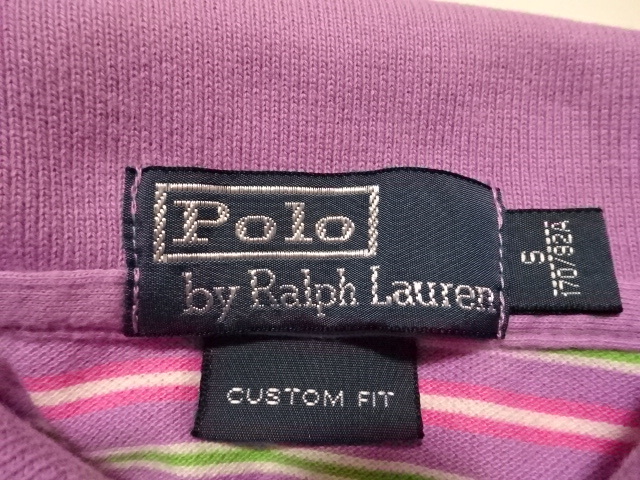 Polo
by Ralph Lauren
S
170/92A
CUSTOM FIT